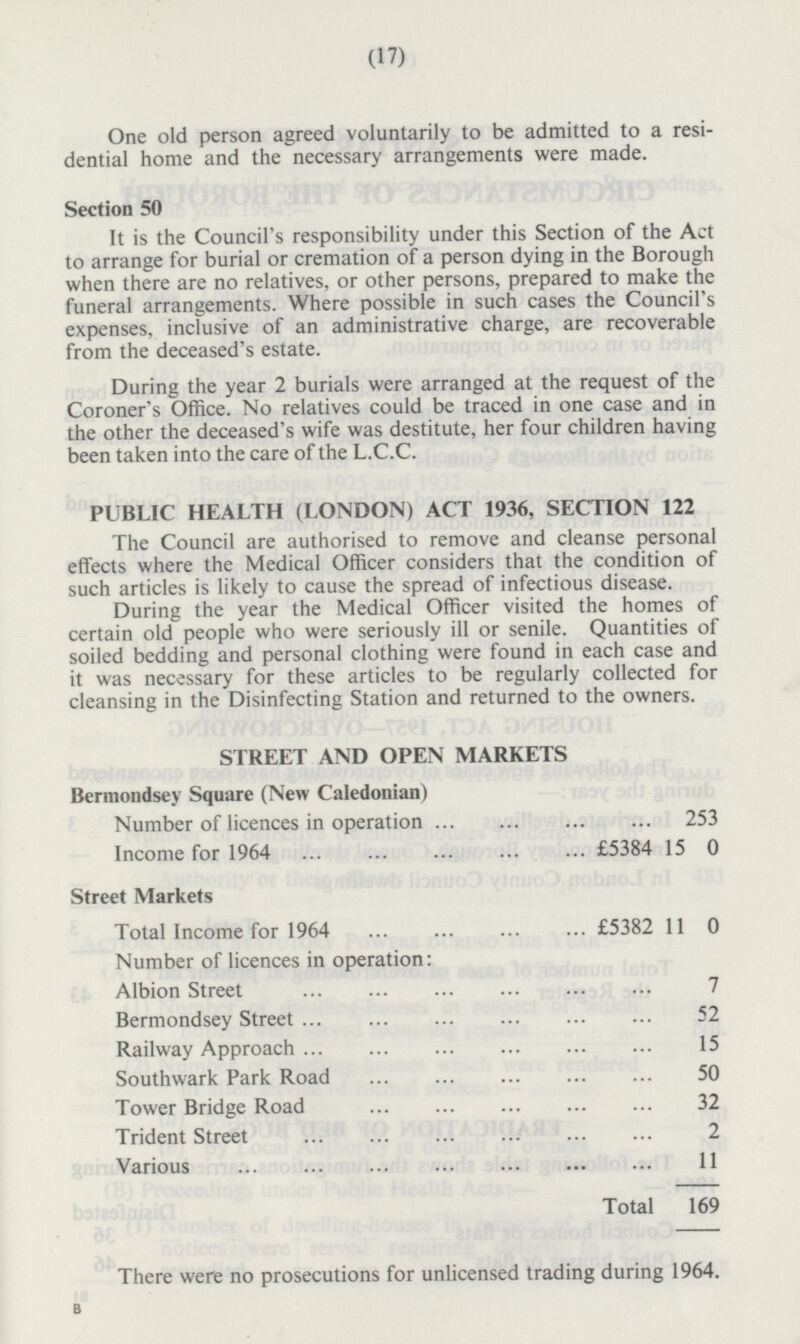 (17)
One old person agreed voluntarily to be admitted to a resi-
dential home and the necessary arrangements were made.
Section 50
It is the Council's responsibility under this Section of the Act
to arrange for burial or cremation of a person dying in the Borough
when there are no relatives, or other persons, prepared to make the
funeral arrangements. Where possible in such cases the Council's
expenses, inclusive of an administrative charge, are recoverable
from the deceased's estate.
During the year 2 burials were arranged at the request of the
Coroner's Office. No relatives could be traced in one case and in
the other the deceased's wife was destitute, her four children having
been taken into the care of the L.C.C.
PUBLIC HEALTH (LONDON) ACT 1936, SECTION 122
The Council are authorised to remove and cleanse personal
effects where the Medical Officer considers that the condition of
such articles is likely to cause the spread of infectious disease.
During the year the Medical Officer visited the homes of
certain old people who were seriously ill or senile. Quantities of
soiled bedding and personal clothing were found in each case and
it was necessary for these articles to be regularly collected for
cleansing in the Disinfecting Station and returned to the owners.
STREET AND OPEN MARKETS
Bermondsey Square (New Caledonian)
Number of licences in operation ... ... ... ... 253
Income for 1964 ... ... ... ... ... £5384 15 0
Street Markets
Total Income for 1964 ... ... ... ... £5382 11 0
Number of licences in operation:
Albion Street ... ... ... ... ... ... 7
Bermondsey Street ... ... ... ... ... ... 52
Railway Approach ... ... ... ... ... ... 15
Southwark Park Road ... ... ... ... ... 50
Tower Bridge Road ... ... ... ... ... 32
Trident Street ... ... ... ... ... ... 2
Various ... ... ... ... ... ... ... 11
Total 169
There were no prosecutions for unlicensed trading during 1964.
B